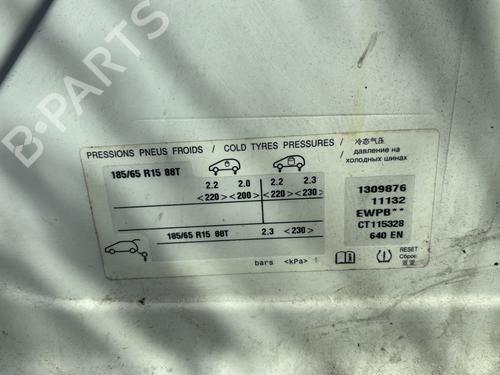 B-PARTS
PRESSIONS PNEUS FROIDS / COLD TYRES PRESSURES / 冷态气压
давление на
холодных шинах
185/65 R15 88T
2.2 2.0 2.2 2.3
<220> <200> <220> <230>
185/65 R15 88T 2.3 <230>
bars <kPa>
1309876
11132
EWPB**
CT115328
640 EN
RESET
Сброс